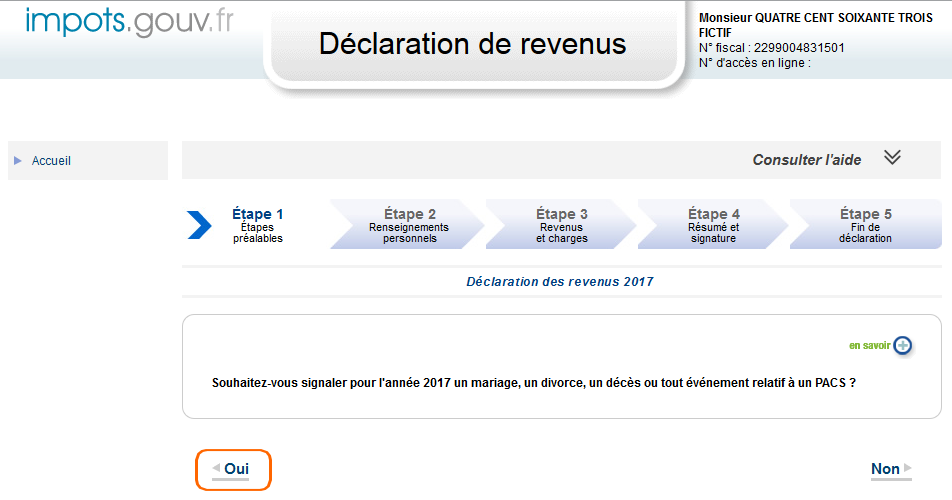 impots.gouv.fr
Déclaration de revenus
Monsieur QUATRE CENT SOIXANTE TROIS
FICTIF
N° fiscal : 2299004831501
N° d'accès en ligne :
Accueil
Consulter l'aide
Étape 1
Étapes
préalables
Étape 2
Renseignements
personnels
Étape 3
Revenus
et charges
Étape 4
Résumé et
signature
Étape 5
Fin de
déclaration
Déclaration des revenus 2017
en savoir
Souhaitez-vous signaler pour l'année 2017 un mariage, un divorce, un décès ou tout événement relatif à un PACS ?
Oui
Non